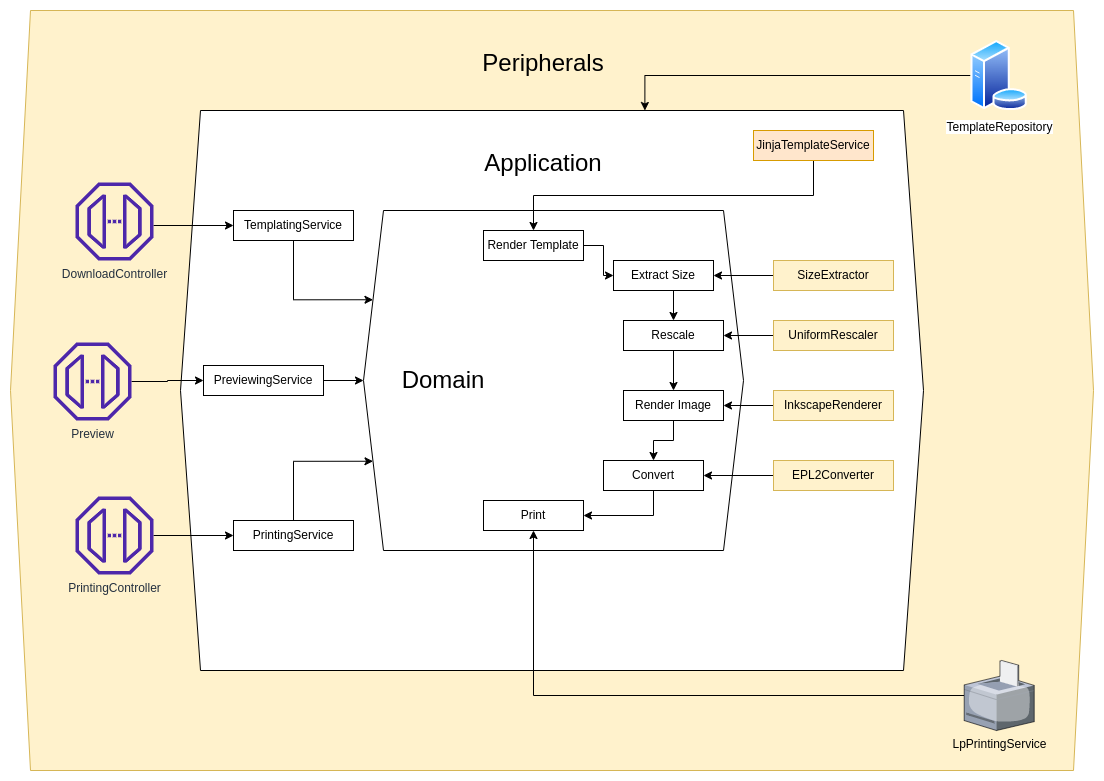 Peripherals
TemplateRepository
JinjaTemplateService
Application
DownloadController
TemplatingService
Render Template
Extract Size
SizeExtractor
Rescale
UniformRescaler
Preview
PreviewingService
Domain
Render Image
InkscapeRenderer
Convert
EPL2Converter
Print
PrintingController
PrintingService
LpPrintingService